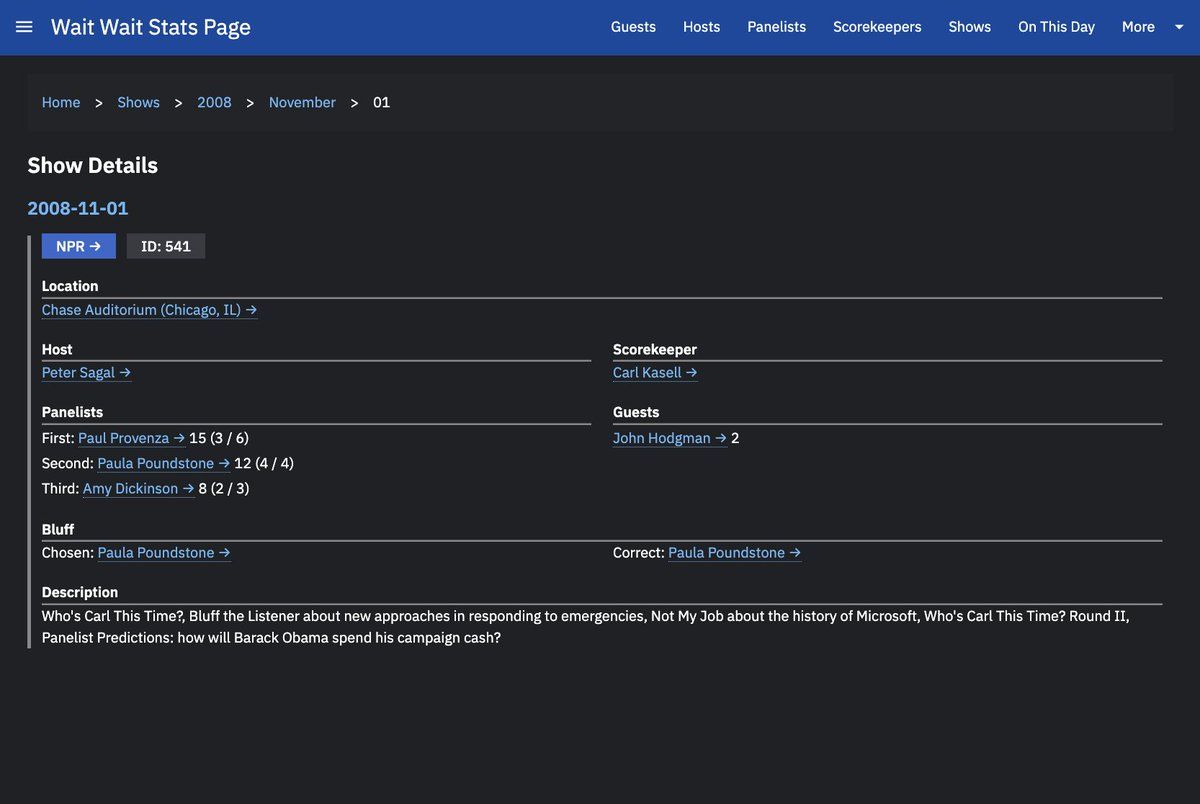 Wait Wait Stats Page
Guests Hosts Panelists Scorekeepers Shows On This Day More
Home > Shows > 2008 > November > 01
Show Details
2008-11-01
NPR → ID: 541
Location
Chase Auditorium (Chicago, IL) →
Host
Peter Sagal →
Scorekeeper
Carl Kasell →
Panelists
First: Paul Provenza → 15 (3 / 6)
Second: Paula Poundstone → 12 (4 / 4)
Third: Amy Dickinson → 8 (2 / 3)
Guests
John Hodgman → 2
Bluff
Chosen: Paula Poundstone →
Correct: Paula Poundstone →
Description
Who's Carl This Time?, Bluff the Listener about new approaches in responding to emergencies, Not My Job about the history of Microsoft, Who's Carl This Time? Round II,
Panelist Predictions: how will Barack Obama spend his campaign cash?